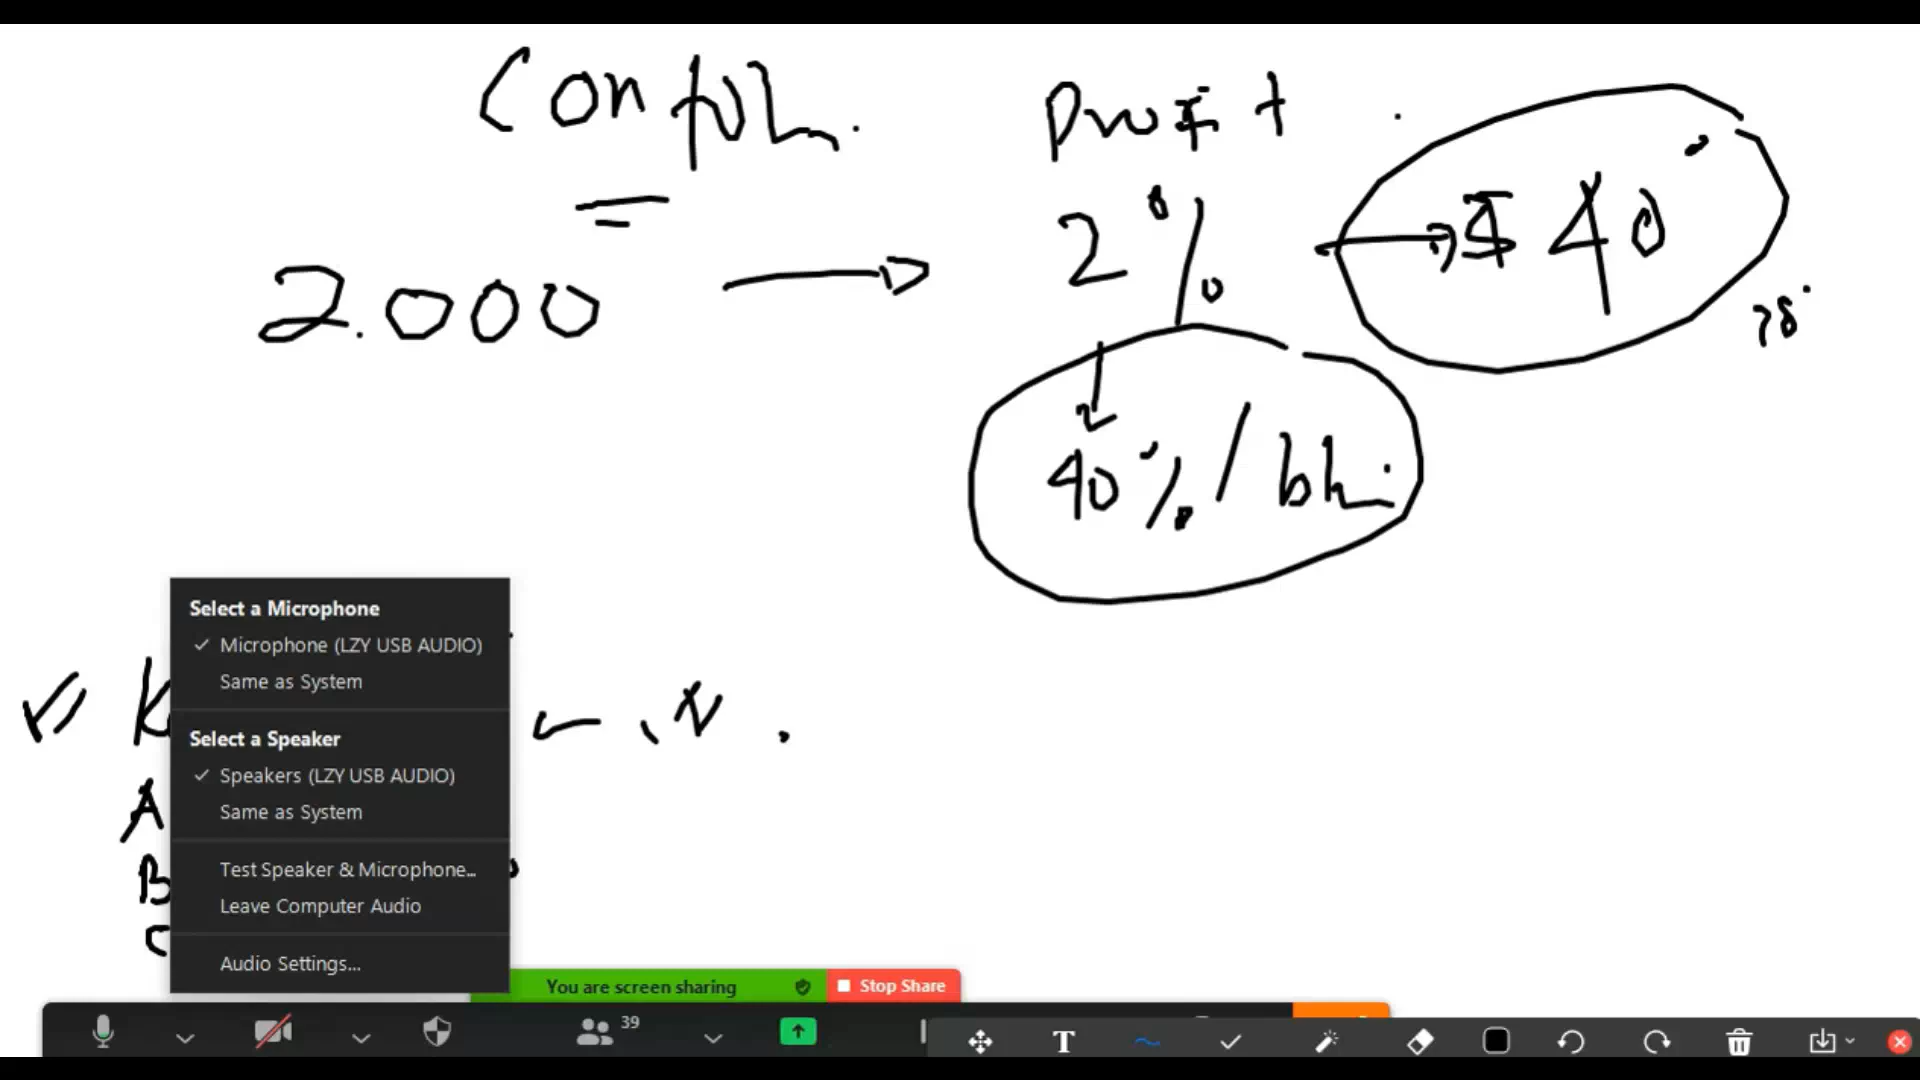 Contoh.
Profit
2.000
2%
$40
40%/bln.
Select a Microphone
Microphone (LZY USB AUDIO)
Same as System
Select a Speaker
Speakers (LZY USB AUDIO)
Same as System
Test Speaker & Microphone...
Leave Computer Audio
Audio Settings...
K
A
B
C
You are screen sharing
Stop Share
39
T